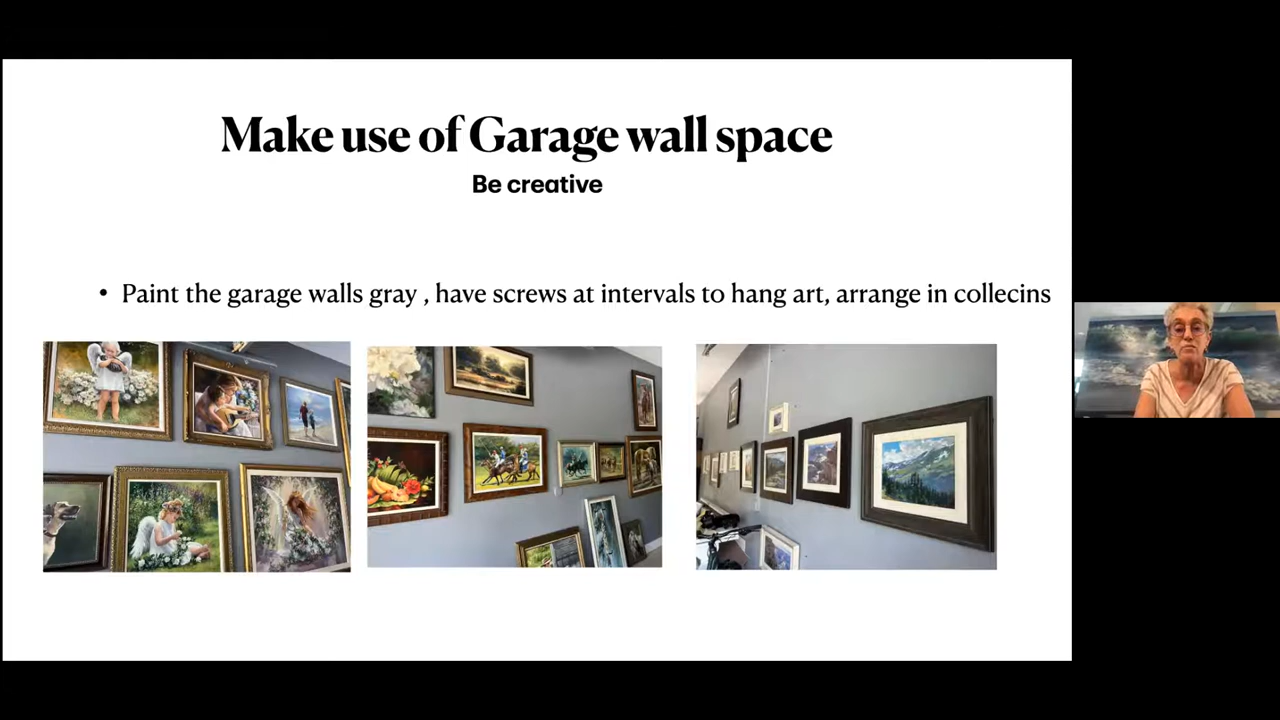 Make use of Garage wall space
Be creative
• Paint the garage walls gray , have screws at intervals to hang art, arrange in collecins